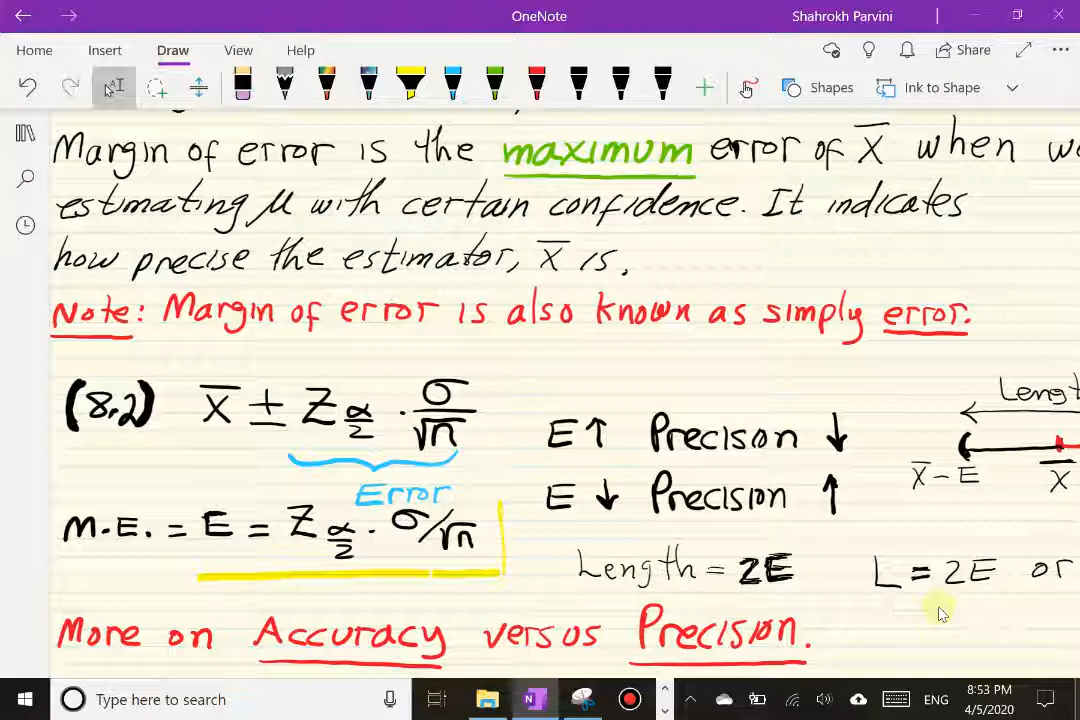 OneNote
Shahrokh Parvini
Home Insert Draw View Help
Share
Shapes
Ink to Shape
Margin of error is the maximum error of X̄ when we
estimating μ with certain confidence. It indicates
how precise the estimator, X̄ is.
Note: Margin of error is also known as simply error.
(8.2) X̄ ± Z α/2 · σ/√n
Error
E↑ Precison ↓
E↓ Precision ↑
Length
X̄ - E
X̄
M.E. = E = Z α/2 · σ/√n
Length = 2E
L = 2E or
More on Accuracy versus Precision.
Type here to search
ENG
8:53 PM
4/5/2020